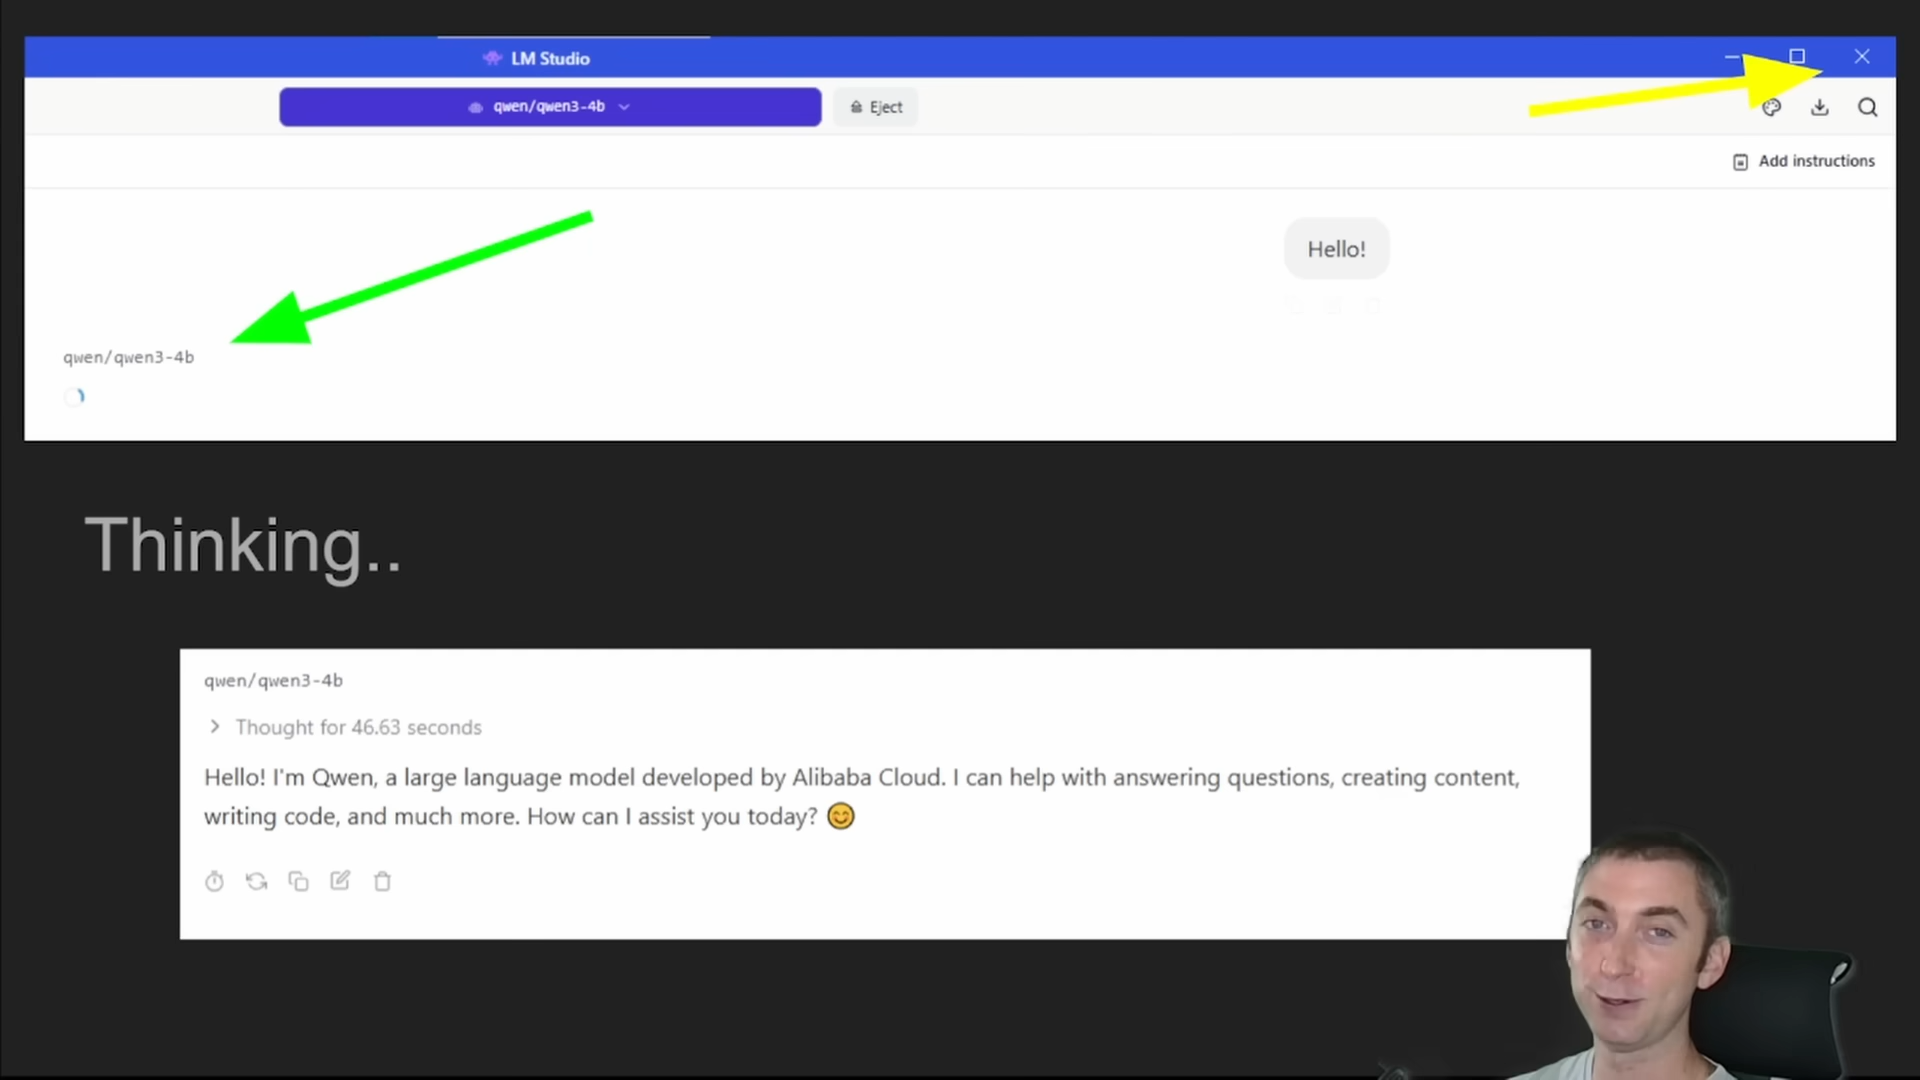 LM Studio
qwen/qwen3-4b
Eject
Add instructions
Hello!
qwen/qwen3-4b
Thinking..
qwen/qwen3-4b
Thought for 46.63 seconds
Hello! I'm Qwen, a large language model developed by Alibaba Cloud. I can help with answering questions, creating content,
writing code, and much more. How can I assist you today? 😊